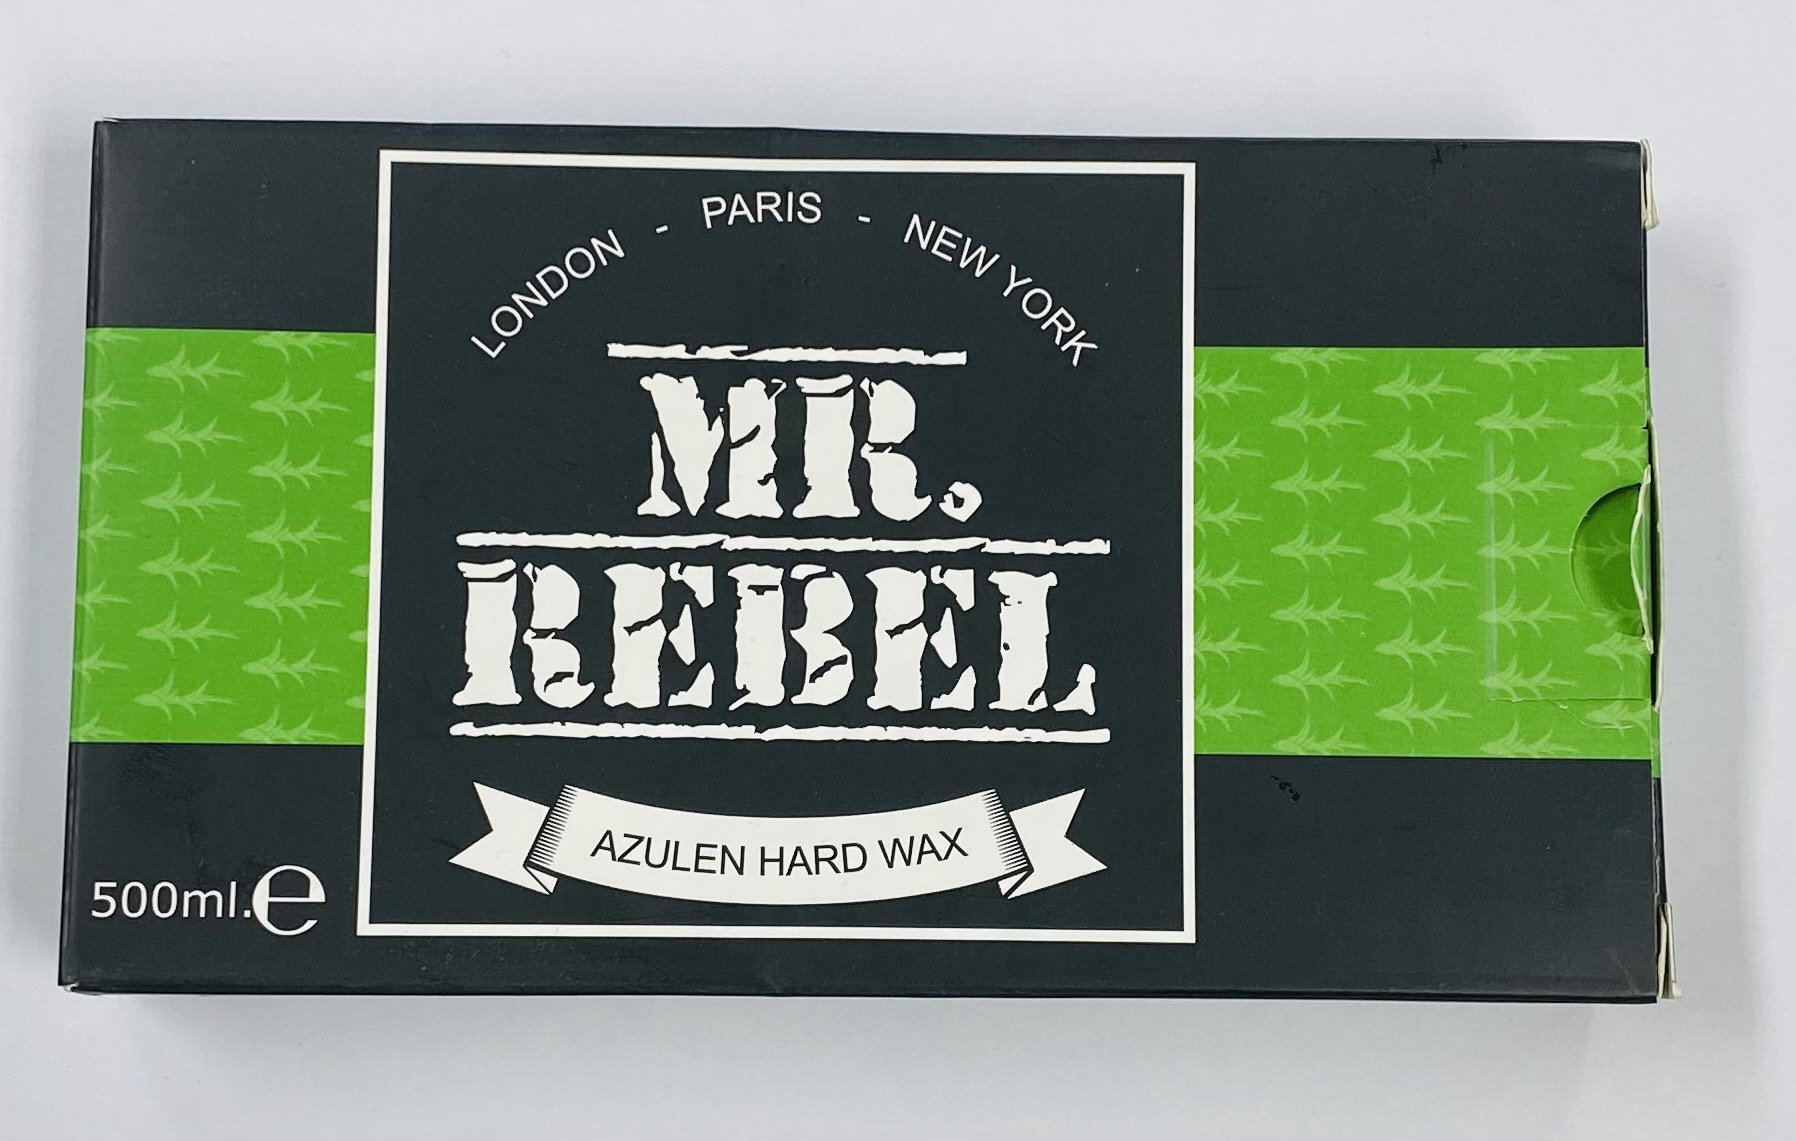 LONDON - PARIS - NEW YORK
MR.
REBEL
AZULEN HARD WAX
500ml.e